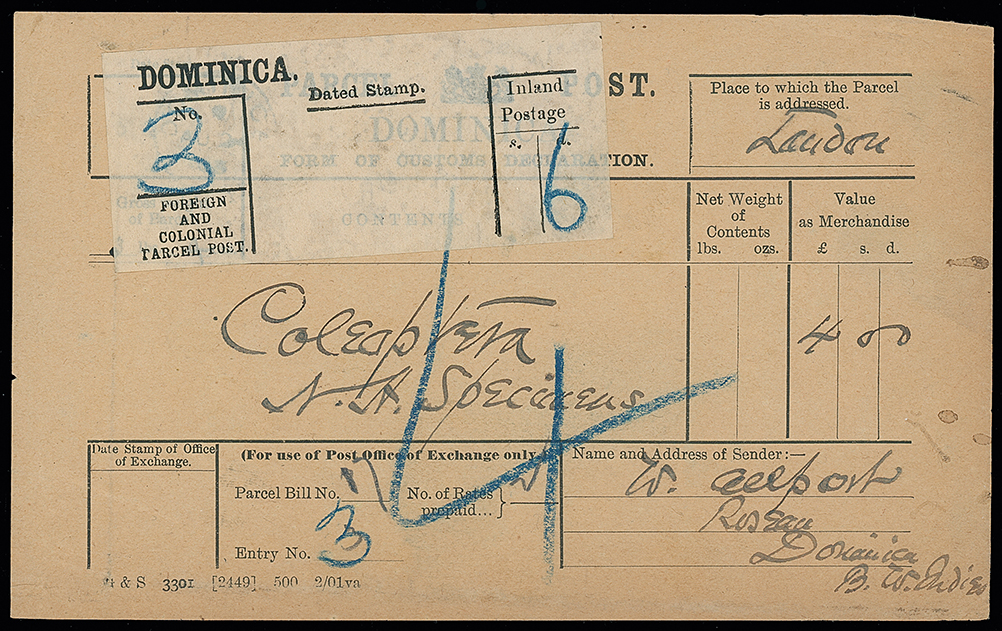 DOMINICA.
PARCEL POST.
Dated Stamp.
Inland
Postage
s. d.
6
No.
3
FOREIGN
AND
COLONIAL
PARCEL POST.
DOMINICA
FORM OF CUSTOMS DECLARATION.
CONTENTS
Place to which the Parcel
is addressed.
London
Net Weight
of
Contents
lbs. ozs.
Value
as Merchandise
£ s. d.
4 0 0
Coleoptera
N. H. Specimens
Date Stamp of Office
of Exchange.
(For use of Post Office of Exchange only
Parcel Bill No. 17
No. of Rates
prepaid...}
Entry No. 3
Name and Address of Sender:—
W. Allport
Roseau
Dominica
B. W. Indies
& S 3301 [2449] 500 2/01va